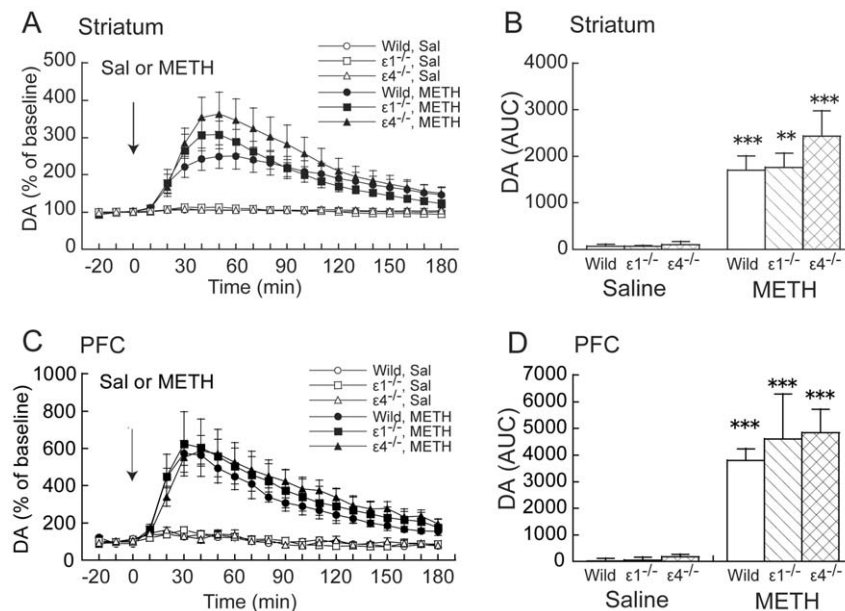 A Striatum
Sal or METH
Wild, Sal
ε1-/-, Sal
ε4-/-, Sal
Wild, METH
ε1-/-, METH
ε4-/-, METH
DA (% of baseline)
500
400
300
200
100
0
-20 0 30 60 90 120 150 180
Time (min)
B Striatum
DA (AUC)
4000
3000
2000
1000
0
*** ** ***
Wild ε1-/- ε4-/- Wild ε1-/- ε4-/-
Saline METH
C PFC
Sal or METH
Wild, Sal
ε1-/-, Sal
ε4-/-, Sal
Wild, METH
ε1-/-, METH
ε4-/-, METH
DA (% of baseline)
1000
800
600
400
200
0
-20 0 30 60 90 120 150 180
Time (min)
D PFC
DA (AUC)
7000
6000
5000
4000
3000
2000
1000
0
*** *** ***
Wild ε1-/- ε4-/- Wild ε1-/- ε4-/-
Saline METH